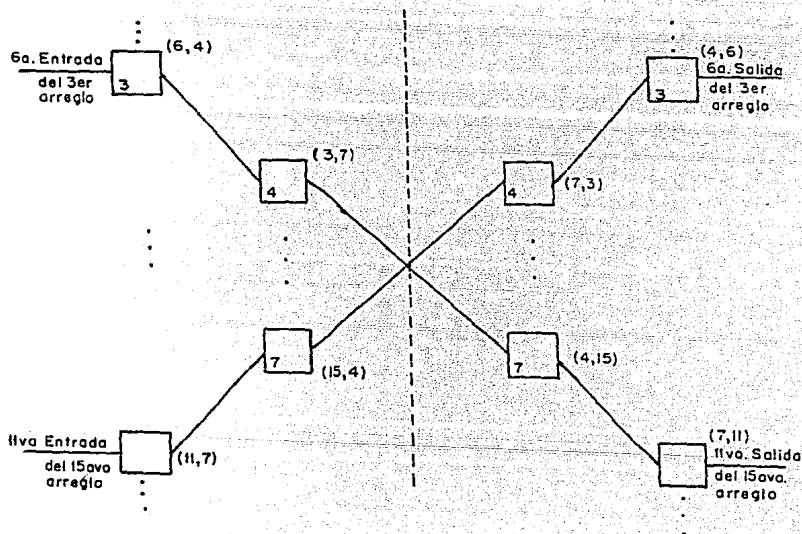 (6,4)
6a. Entrada
del 3er
arreglo
3
(4,6)
6a. Salida
del 3er
arreglo
3
(3,7)
4
4
(7,3)
7
(15,4)
7
(4,15)
11va Entrada
del 15avo
arreglo
(11,7)
(7,11)
11va. Salida
del 15avo.
arreglo